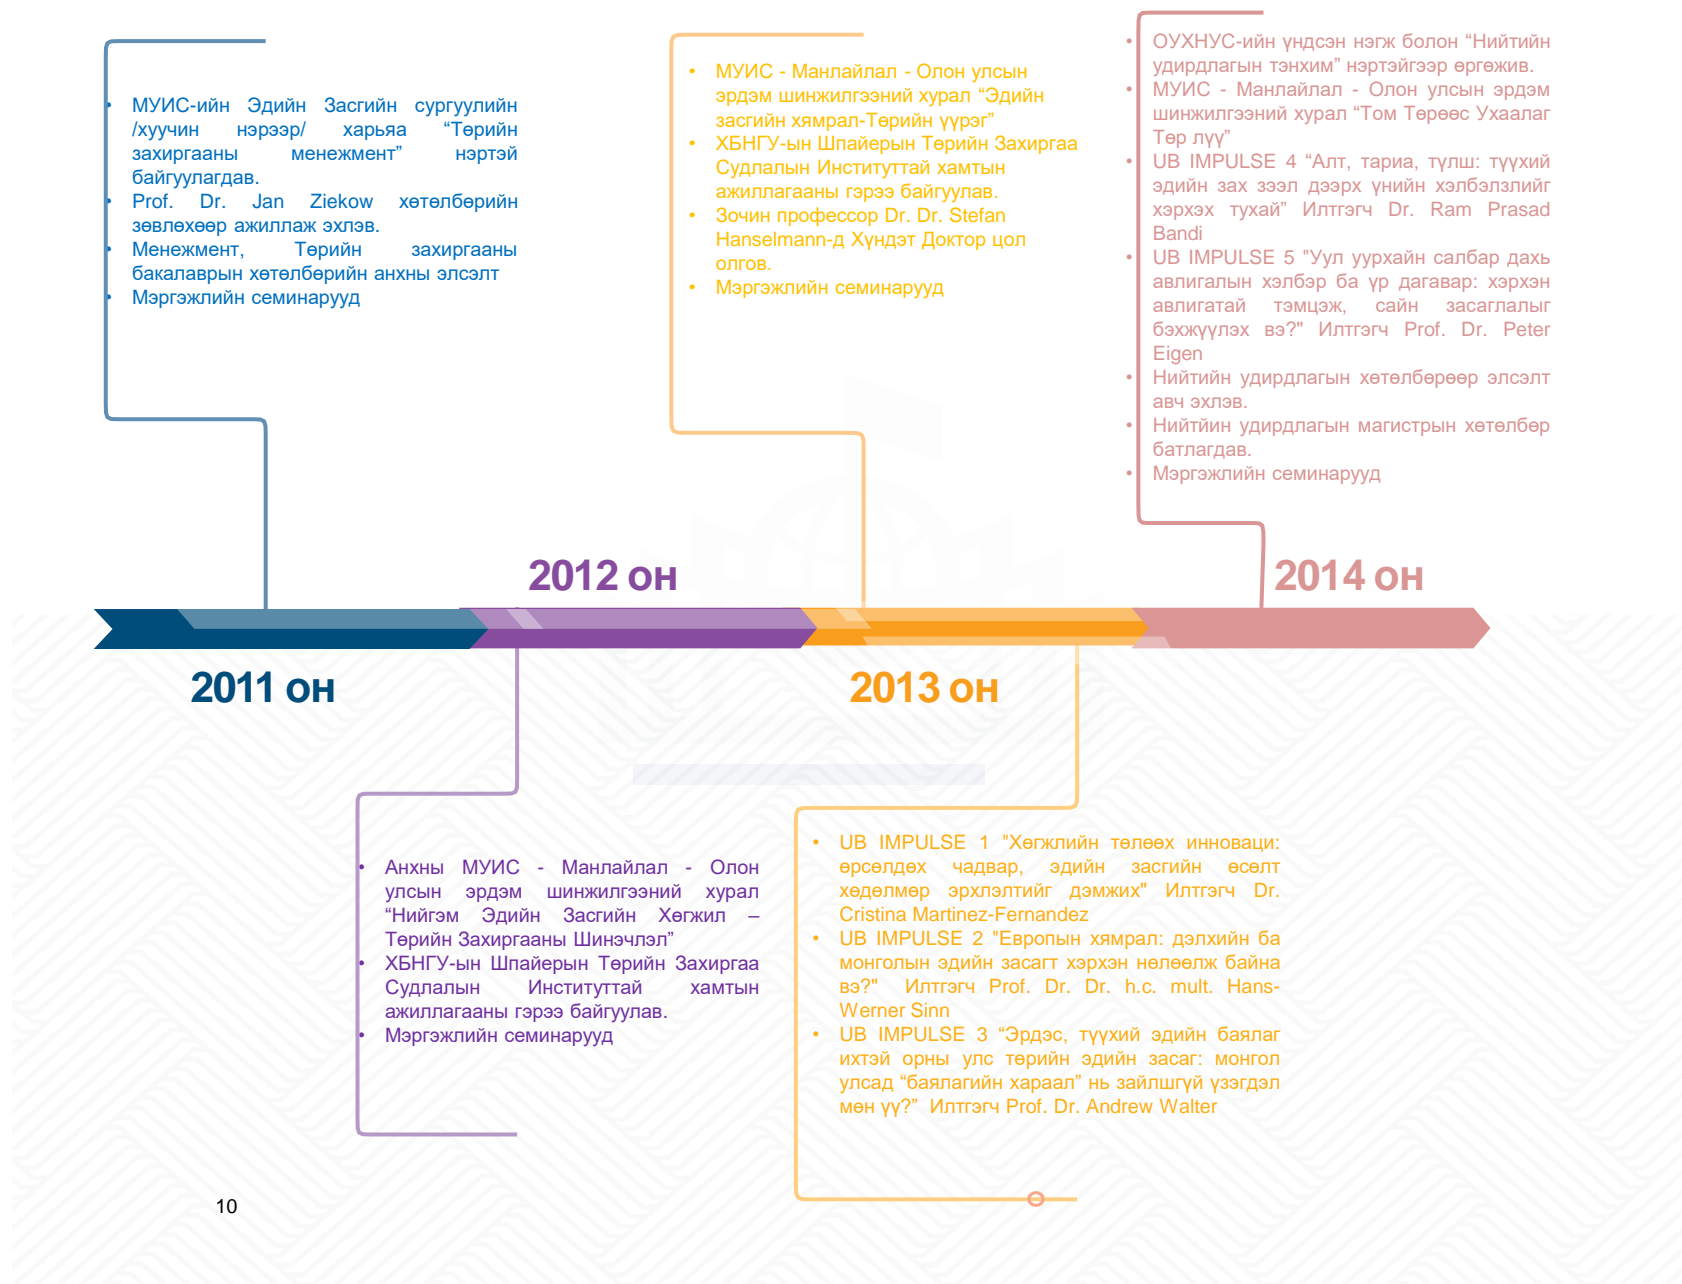 • МУИС-ийн Эдийн Засгийн сургуулийн
/хуучин нэрээр/ харьяа “Төрийн
захиргааны менежмент” нэртэй
байгуулагдав.
• Prof. Dr. Jan Ziekow хөтөлбөрийн
зөвлөхөөр ажиллаж эхлэв.
• Менежмент, Төрийн захиргааны
бакалаврын хөтөлбөрийн анхны элсэлт
• Мэргэжлийн семинарууд
2011 он
2012 он
• Анхны МУИС - Манлайлал - Олон
улсын эрдэм шинжилгээний хурал
“Нийгэм Эдийн Засгийн Хөгжил –
Төрийн Захиргааны Шинэчлэл”
• ХБНГУ-ын Шпайерын Төрийн Захиргаа
Судлалын Институттай хамтын
ажиллагааны гэрээ байгуулав.
• Мэргэжлийн семинарууд
• МУИС - Манлайлал - Олон улсын
эрдэм шинжилгээний хурал “Эдийн
засгийн хямрал-Төрийн үүрэг”
• ХБНГУ-ын Шпайерын Төрийн Захиргаа
Судлалын Институттай хамтын
ажиллагааны гэрээ байгуулав.
• Зочин профессор Dr. Dr. Stefan
Hanselmann-д Хүндэт Доктор цол
олгов.
• Мэргэжлийн семинарууд
2013 он
• UB IMPULSE 1 "Хөгжлийн төлөөх инноваци:
өрсөлдөх чадвар, эдийн засгийн өсөлт
хөдөлмөр эрхлэлтийг дэмжих" Илтгэгч Dr.
Cristina Martinez-Fernandez
• UB IMPULSE 2 "Европын хямрал: дэлхийн ба
монголын эдийн засагт хэрхэн нөлөөлж байна
вэ?" Илтгэгч Prof. Dr. Dr. h.c. mult. Hans-
Werner Sinn
• UB IMPULSE 3 “Эрдэс, түүхий эдийн баялаг
ихтэй орны улс төрийн эдийн засаг: монгол
улсад “баялагийн хараал” нь зайлшгүй үзэгдэл
мөн үү?” Илтгэгч Prof. Dr. Andrew Walter
• ОУХНУС-ийн үндсэн нэгж болон “Нийтийн
удирдлагын тэнхим” нэртэйгээр өргөжив.
• МУИС - Манлайлал - Олон улсын эрдэм
шинжилгээний хурал “Том Төрөөс Ухаалаг
Төр лүү”
• UB IMPULSE 4 “Алт, тариа, түлш: түүхий
эдийн зах зээл дээрх үнийн хэлбэлзлийг
хэрхэх тухай” Илтгэгч Dr. Ram Prasad
Bandi
• UB IMPULSE 5 "Уул уурхайн салбар дахь
авлигалын хэлбэр ба үр дагавар: хэрхэн
авлигатай тэмцэж, сайн засаглалыг
бэхжүүлэх вэ?" Илтгэгч Prof. Dr. Peter
Eigen
• Нийтийн удирдлагын хөтөлбөрөөр элсэлт
авч эхлэв.
• Нийтйин удирдлагын магистрын хөтөлбөр
батлагдав.
• Мэргэжлийн семинарууд
2014 он
10